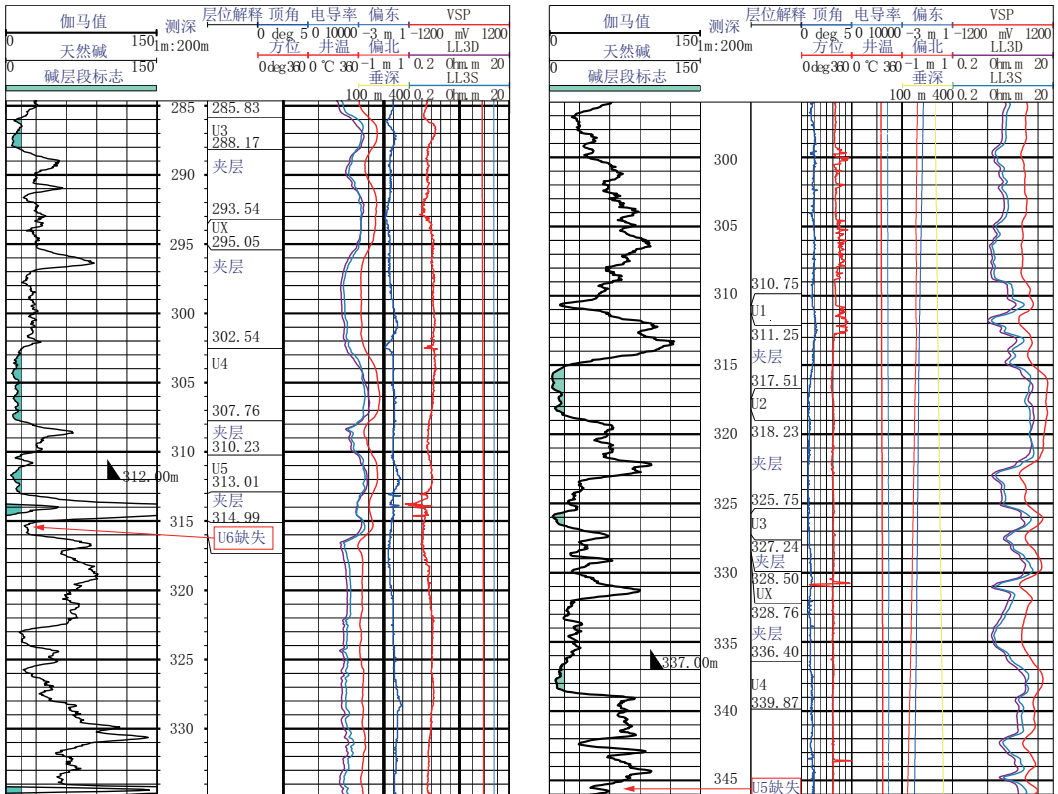 伽马值
0 150
天然碱
0 150
碱层段标志
测深
1m:200m
层位解释 顶角 电导率 偏东 VSP
0 deg 5 0 10000 -3 m 1 -1200 1200
方位 井温 偏北 LL3D
0 deg 360 0 ℃ 360 -1 m 1 0.2 Ohm.m 20
垂深 LL3S
100 m 400 0.2 Ohm.m 20
285
290
295
300
305
310
315
320
325
330
312.00m
285.83
U3
288.17
夹层
293.54
UX
295.05
夹层
302.54
U4
307.76
夹层
310.23
U5
313.01
夹层
314.99
U6缺失
伽马值
0 150
天然碱
0 150
碱层段标志
测深
1m:200m
层位解释 顶角 电导率 偏东 VSP
0 deg 5 0 10000 -3 m 1 -1200 1200
方位 井温 偏北 LL3D
0 deg 360 0 ℃ 360 -1 m 1 0.2 Ohm.m 20
垂深 LL3S
100 m 400 0.2 Ohm.m 20
300
305
310
315
320
325
330
335
340
345
337.00m
310.75
U1
311.25
夹层
317.51
U2
318.23
夹层
325.75
U3
327.24
夹层
328.50
UX
328.76
夹层
336.40
U4
339.87
U5缺失